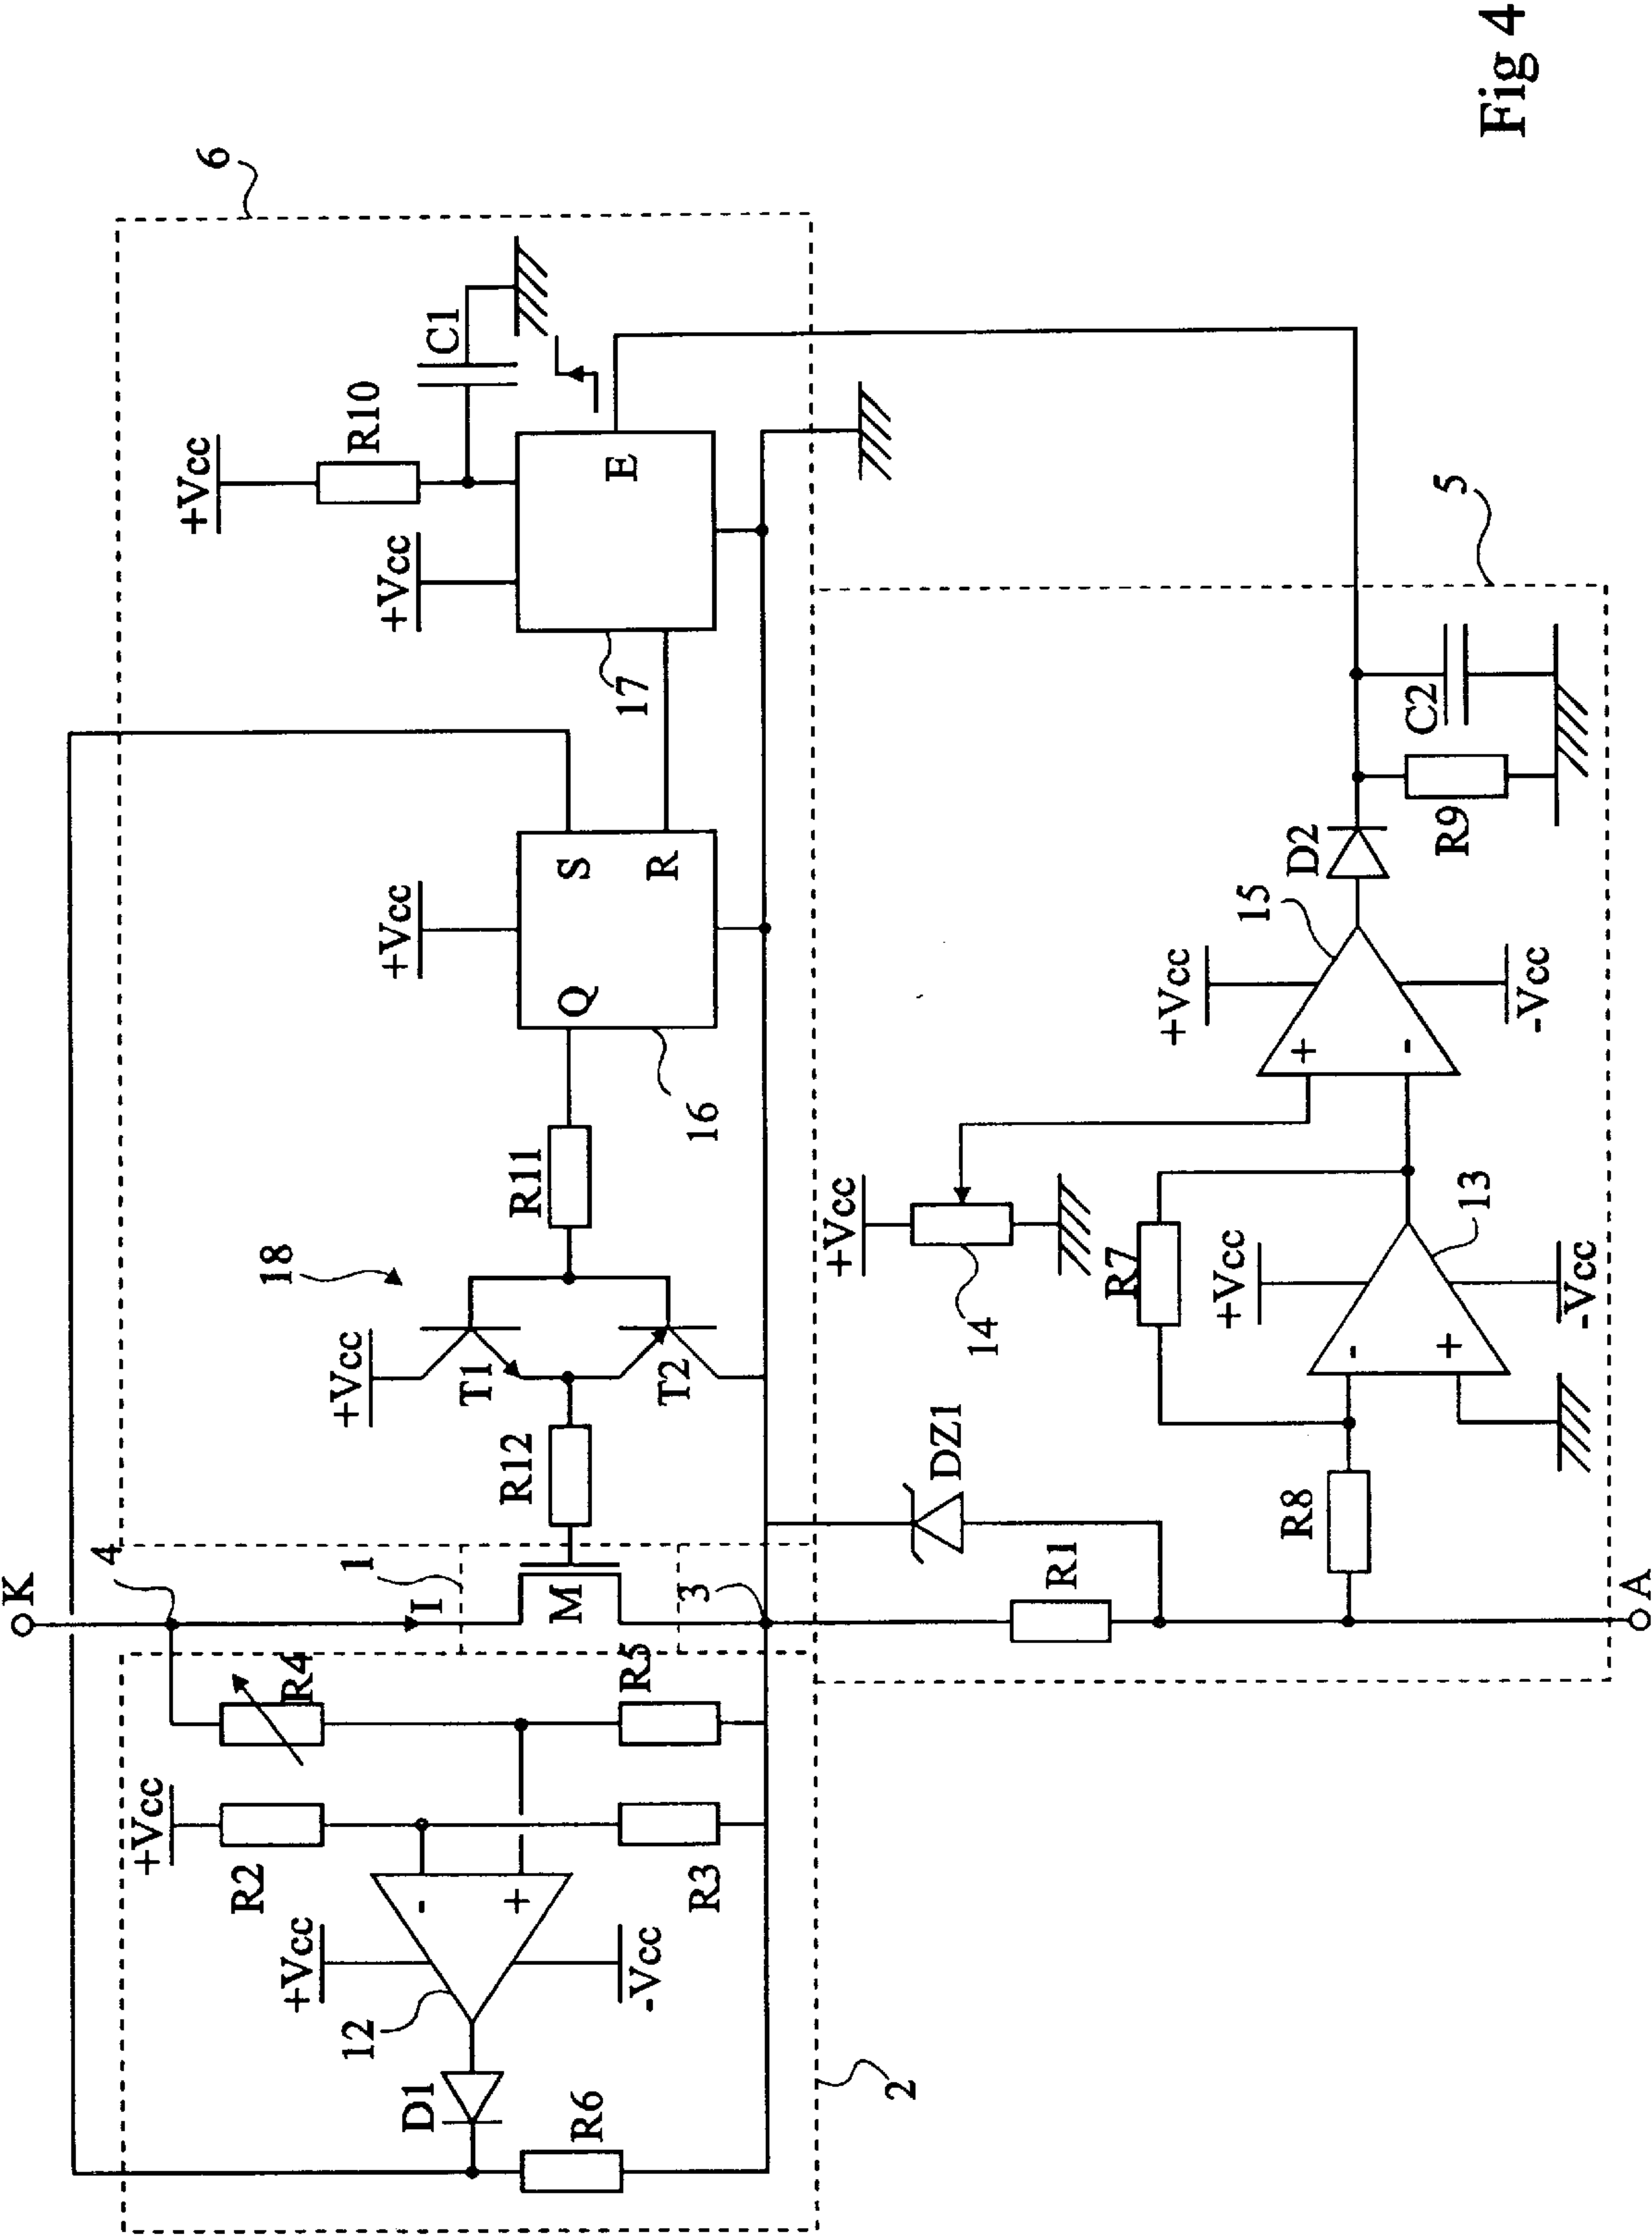 K
4
6
+Vcc
R10
C1
+Vcc
E
17
+Vcc
S
R
Q
16
R11
18
+Vcc
T1
T2
R12
1
I
M
3
R4
R5
+Vcc
R2
R3
-
+
+Vcc
-Vcc
12
D1
R6
2
5
DZ1
R1
R8
A
+Vcc
14
R7
+Vcc
-
+
-Vcc
13
+Vcc
+
-
-Vcc
15
D2
R9
C2
Fig 4